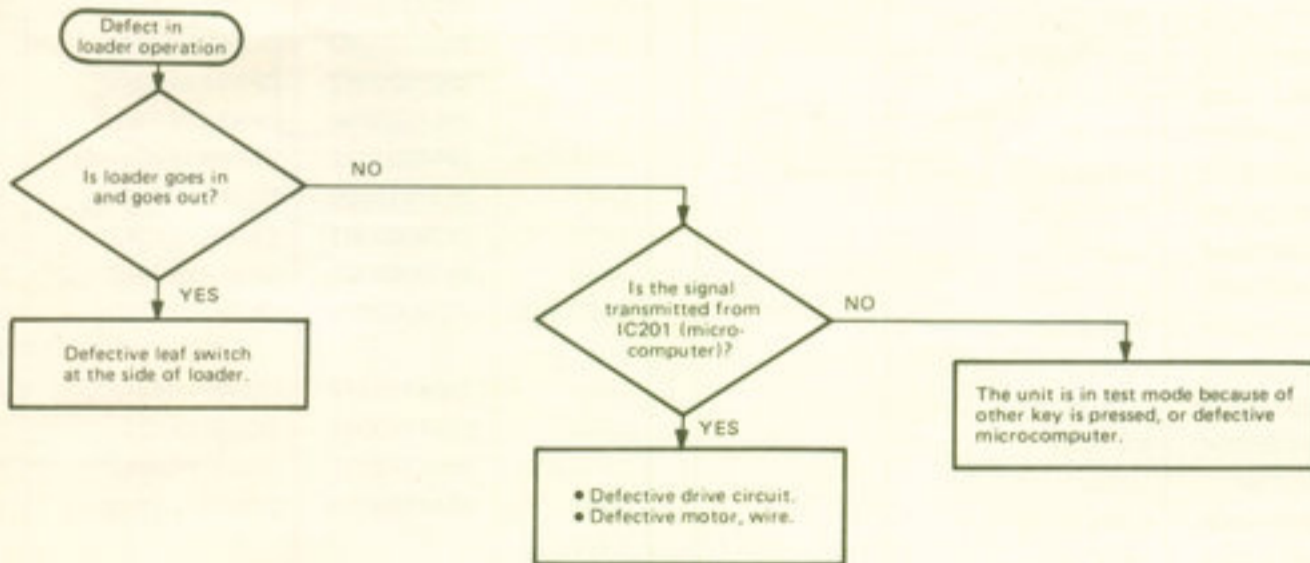 Defect in
loader operation
Is loader goes in
and goes out?
NO
YES
Defective leaf switch
at the side of loader.
Is the signal
transmitted from
IC201 (micro-
computer)?
NO
YES
The unit is in test mode because of
other key is pressed, or defective
microcomputer.
● Defective drive circuit.
● Defective motor, wire.